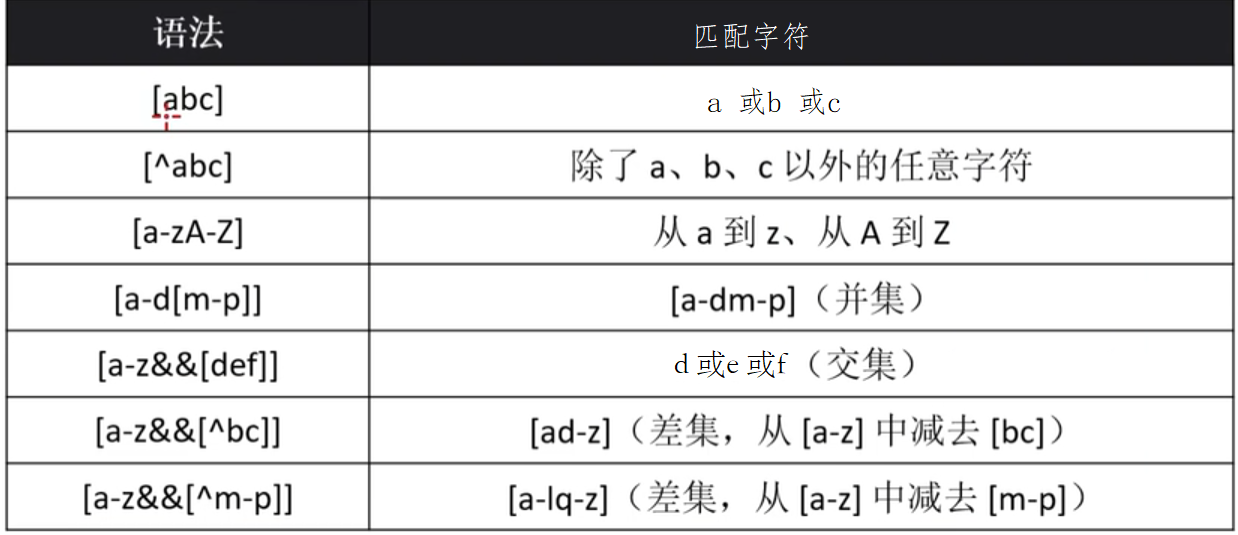 语法 匹配字符
[abc] a 或b 或c
[^abc] 除了 a、b、c 以外的任意字符
[a-zA-Z] 从 a 到 z、从 A 到 Z
[a-d[m-p]] [a-dm-p]（并集）
[a-z&&[def]] d 或e 或f（交集）
[a-z&&[^bc]] [ad-z]（差集，从 [a-z] 中减去 [bc]）
[a-z&&[^m-p]] [a-lq-z]（差集，从 [a-z] 中减去 [m-p]）